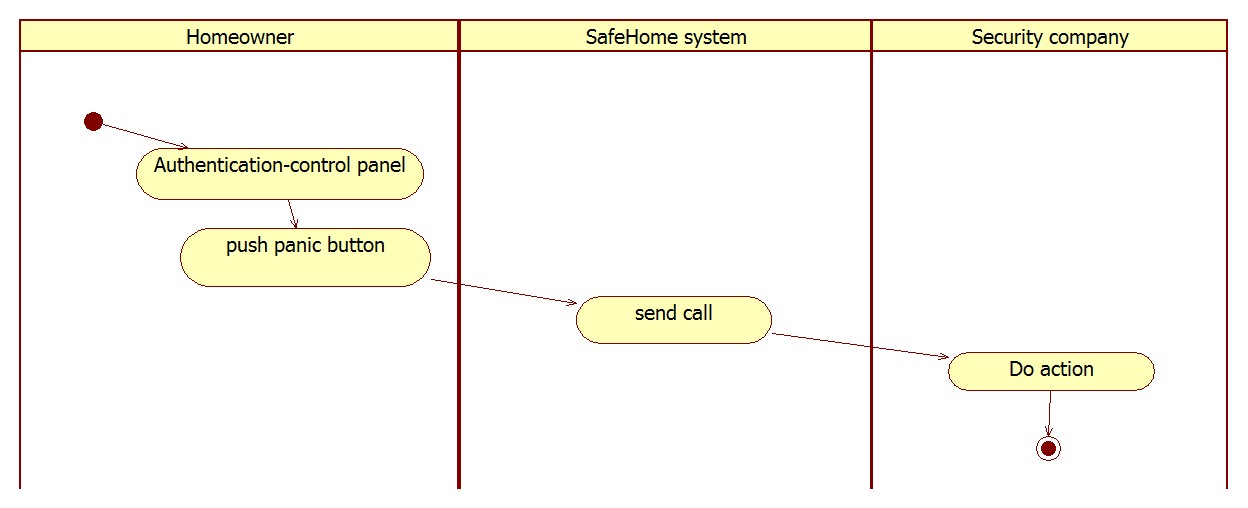 Homeowner
SafeHome system
Security company
Authentication-control panel
push panic button
send call
Do action